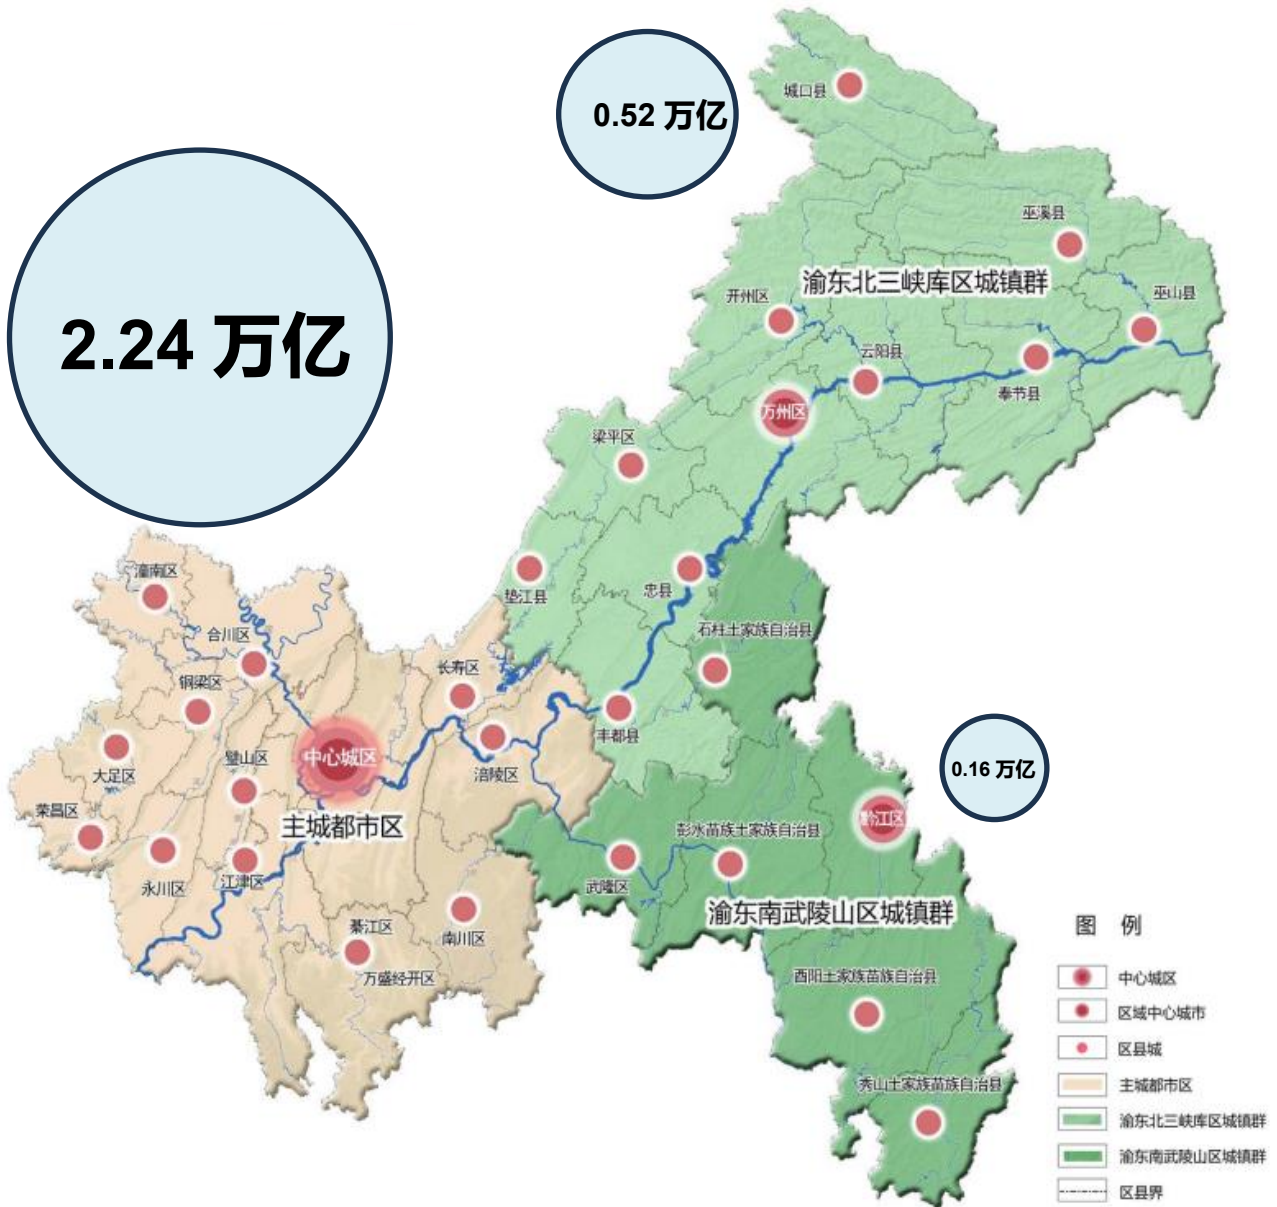 0.52 万亿
城口县
2.24 万亿
巫溪县
渝东北三峡库区城镇群
巫山县
开州区
云阳县
奉节县
万州区
梁平区
潼南区
垫江县
忠县
石柱土家族自治县
合川区
长寿区
铜梁区
丰都县
中心城区
璧山区
涪陵区
大足区
0.16 万亿
荣昌区
主城都市区
黔江区
彭水苗族土家族自治县
永川区
江津区
武隆区
渝东南武陵山区城镇群
綦江区
南川区
万盛经开区
酉阳土家族苗族自治县
秀山土家族苗族自治县
图 例
中心城区
区域中心城市
区县城
主城都市区
渝东北三峡库区城镇群
渝东南武陵山区城镇群
区县界